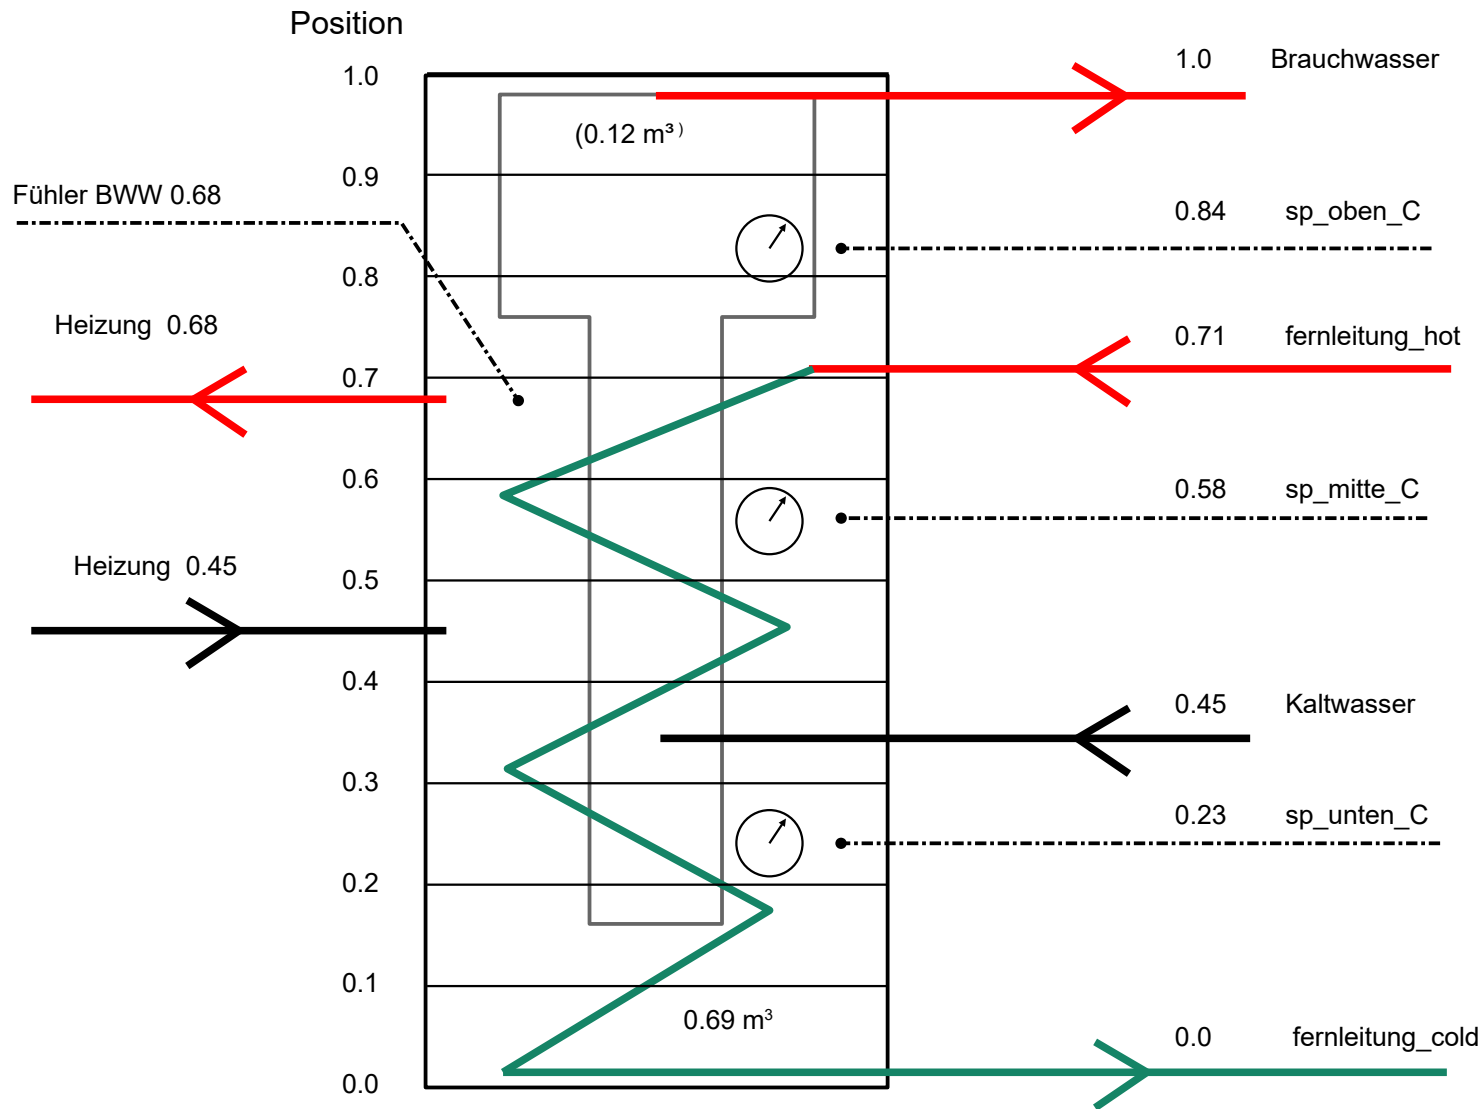 Position
1.0 Brauchwasser
1.0
(0.12 m³)
0.9
Fühler BWW 0.68
0.84 sp_oben_C
0.8
Heizung 0.68
0.71 fernleitung_hot
0.7
0.6
0.58 sp_mitte_C
0.5
Heizung 0.45
0.4
0.45 Kaltwasser
0.3
0.23 sp_unten_C
0.2
0.1
0.69 m³
0.0 fernleitung_cold
0.0